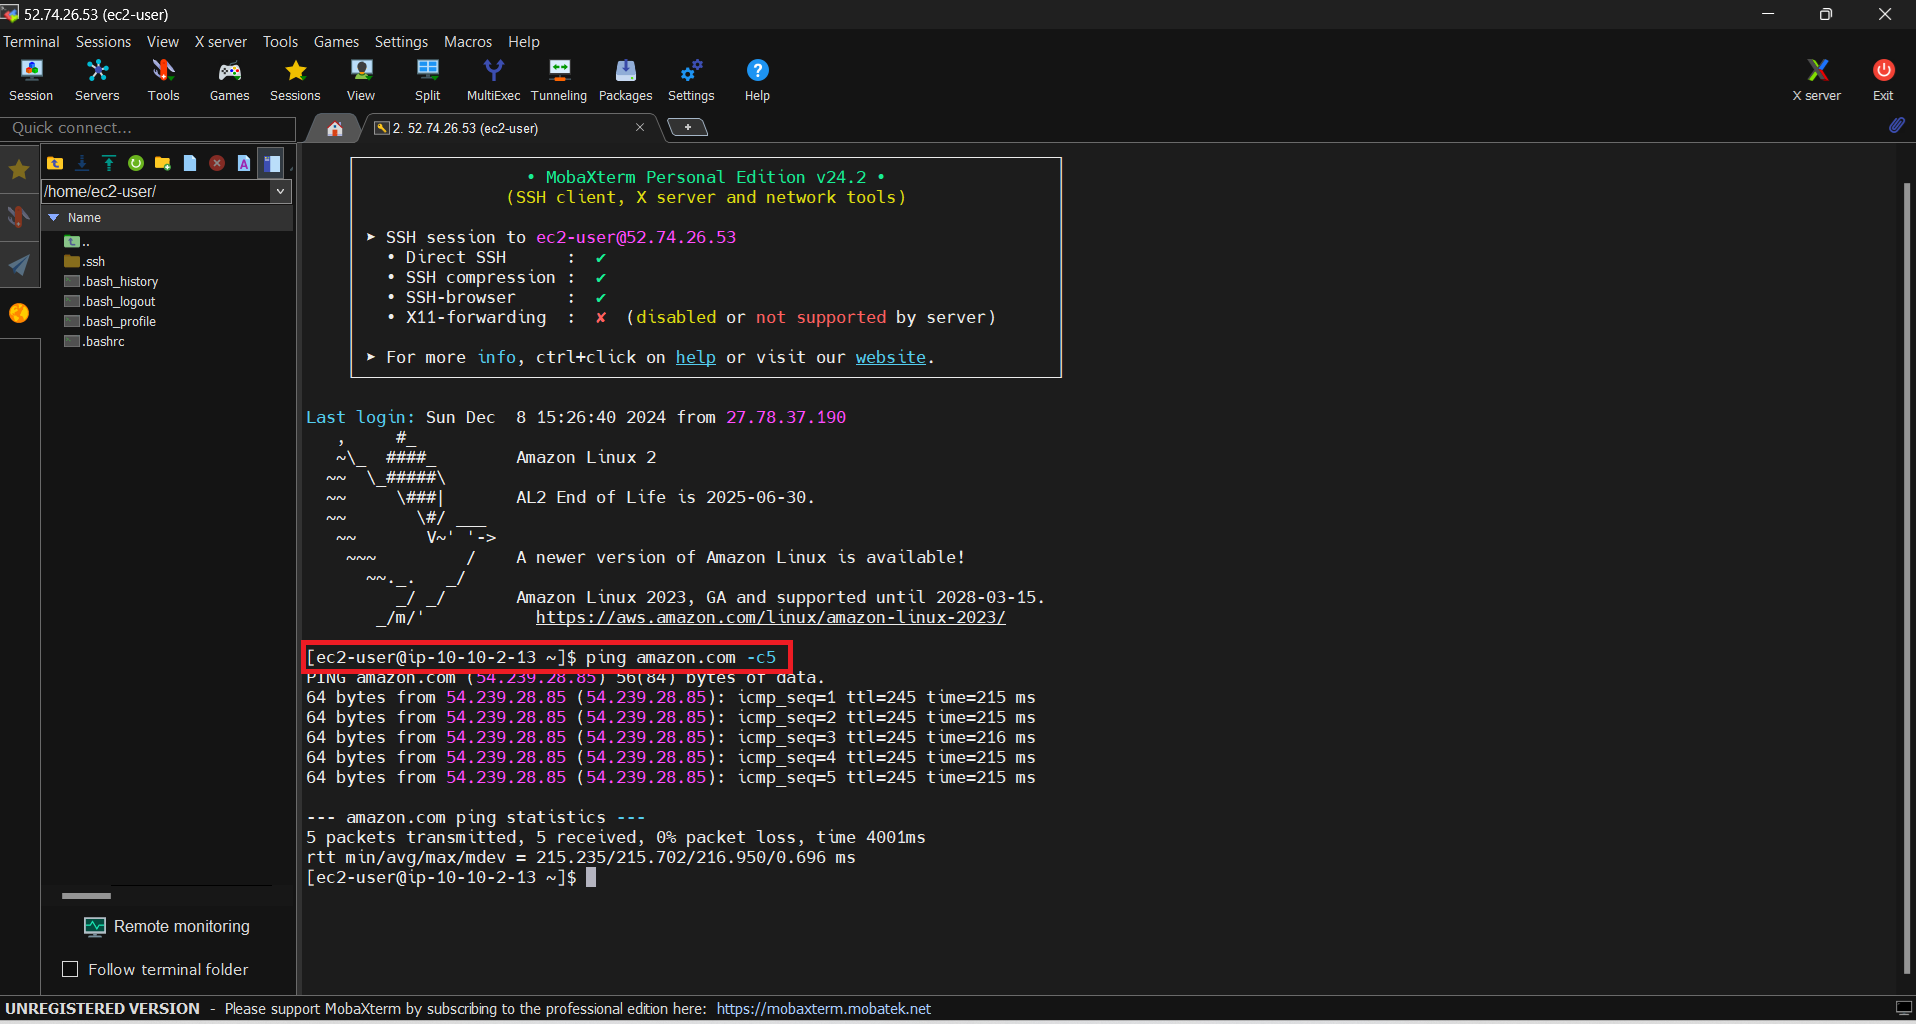 52.74.26.53 (ec2-user)
Terminal Sessions View X server Tools Games Settings Macros Help
Session Servers Tools Games Sessions View Split MultiExec Tunneling Packages Settings Help X server Exit
Quick connect...
2. 52.74.26.53 (ec2-user)
/home/ec2-user/
Name
..
.ssh
.bash_history
.bash_logout
.bash_profile
.bashrc
Remote monitoring
Follow terminal folder
• MobaXterm Personal Edition v24.2 •
(SSH client, X server and network tools)
➤ SSH session to ec2-user@52.74.26.53
• Direct SSH : ✔
• SSH compression : ✔
• SSH-browser : ✔
• X11-forwarding : ✘ (disabled or not supported by server)
➤ For more info, ctrl+click on help or visit our website.
Last login: Sun Dec  8 15:26:40 2024 from 27.78.37.190
   ,     #_
   ~\_  ####_        Amazon Linux 2
  ~~  \_#####\
  ~~     \###|       AL2 End of Life is 2025-06-30.
  ~~       \#/ ___
   ~~       V~' '->
    ~~~         /    A newer version of Amazon Linux is available!
      ~~._.   _/
         _/ _/       Amazon Linux 2023, GA and supported until 2028-03-15.
       _/m/'           https://aws.amazon.com/linux/amazon-linux-2023/
[ec2-user@ip-10-10-2-13 ~]$ ping amazon.com -c5
PING amazon.com (54.239.28.85) 56(84) bytes of data.
64 bytes from 54.239.28.85 (54.239.28.85): icmp_seq=1 ttl=245 time=215 ms
64 bytes from 54.239.28.85 (54.239.28.85): icmp_seq=2 ttl=245 time=215 ms
64 bytes from 54.239.28.85 (54.239.28.85): icmp_seq=3 ttl=245 time=216 ms
64 bytes from 54.239.28.85 (54.239.28.85): icmp_seq=4 ttl=245 time=215 ms
64 bytes from 54.239.28.85 (54.239.28.85): icmp_seq=5 ttl=245 time=215 ms
--- amazon.com ping statistics ---
5 packets transmitted, 5 received, 0% packet loss, time 4001ms
rtt min/avg/max/mdev = 215.235/215.702/216.950/0.696 ms
[ec2-user@ip-10-10-2-13 ~]$
UNREGISTERED VERSION - Please support MobaXterm by subscribing to the professional edition here: https://mobaxterm.mobatek.net